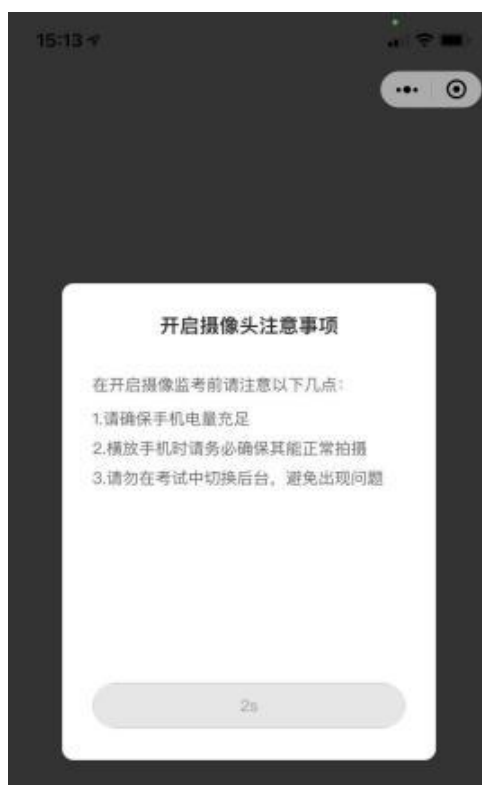 15:13
开启摄像头注意事项
在开启摄像监考前请注意以下几点：
1.请确保手机电量充足
2.横放手机时请务必确保其能正常拍摄
3.请勿在考试中切换后台，避免出现问题
2s